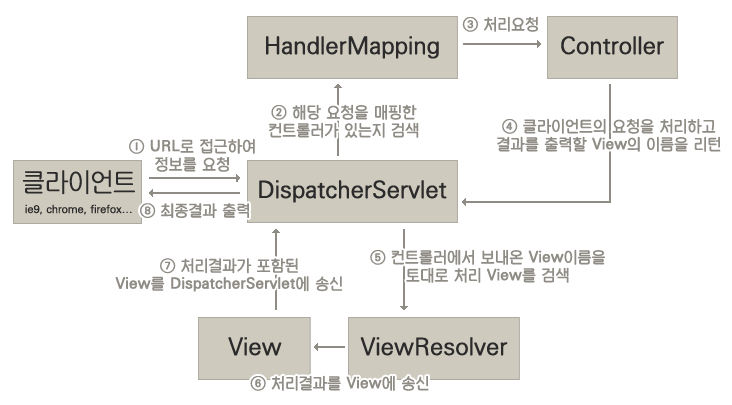 HandlerMapping
③ 처리요청
Controller
② 해당 요청을 매핑한
컨트롤러가 있는지 검색
④ 클라이언트의 요청을 처리하고
결과를 출력할 View의 이름을 리턴
① URL로 접근하여
정보를 요청
클라이언트
ie9, chrome, firefox...
⑧ 최종결과 출력
DispatcherServlet
⑤ 컨트롤러에서 보내온 View이름을
토대로 처리 View를 검색
⑦ 처리결과가 포함된
View를 DispatcherServlet에 송신
View
ViewResolver
⑥ 처리결과를 View에 송신